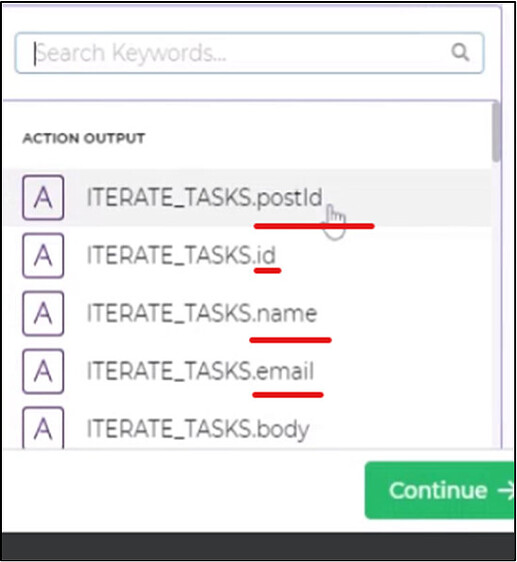 Search Keywords...
ACTION OUTPUT
A ITERATE_TASKS.postId
A ITERATE_TASKS.id
A ITERATE_TASKS.name
A ITERATE_TASKS.email
A ITERATE_TASKS.body
Continue →